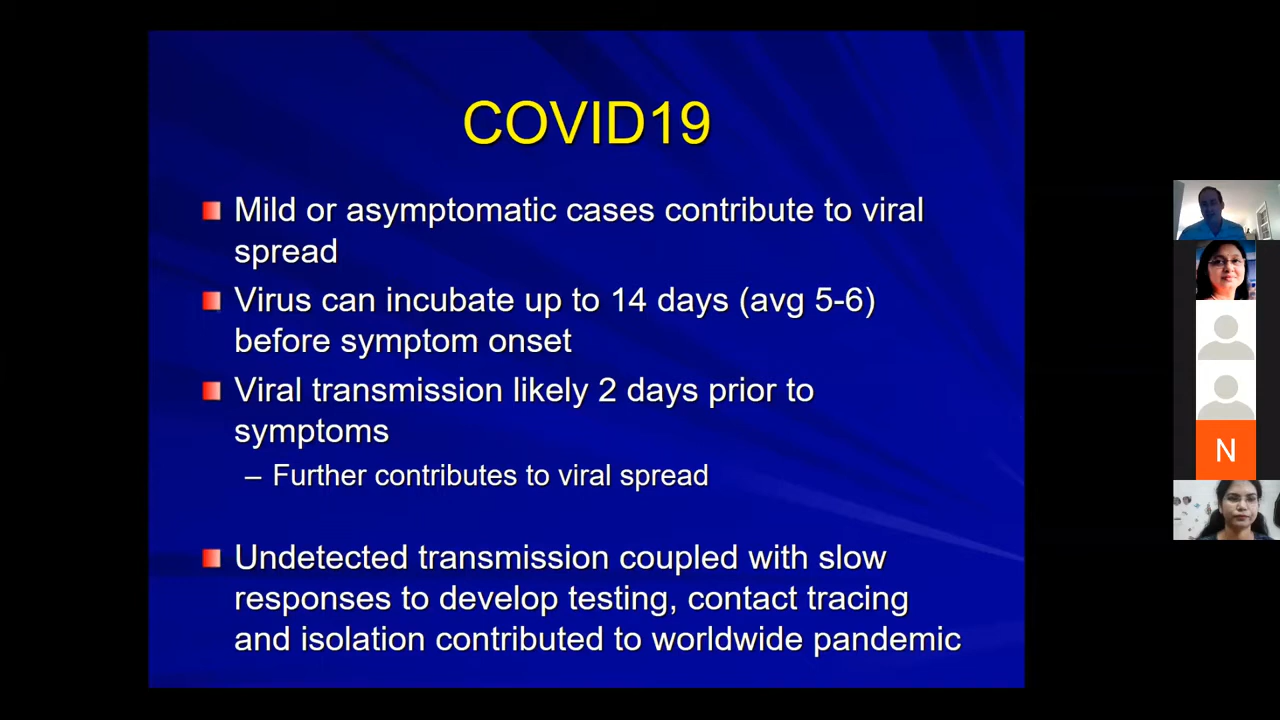 COVID19
Mild or asymptomatic cases contribute to viral
spread
Virus can incubate up to 14 days (avg 5-6)
before symptom onset
Viral transmission likely 2 days prior to
symptoms
– Further contributes to viral spread
Undetected transmission coupled with slow
responses to develop testing, contact tracing
and isolation contributed to worldwide pandemic
N